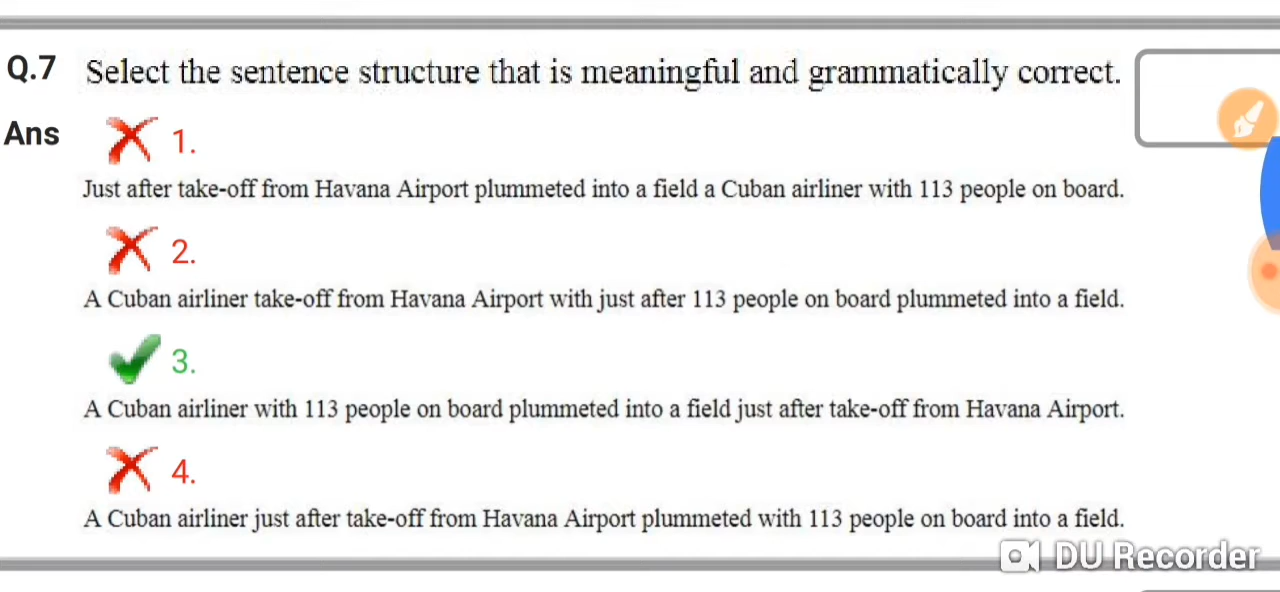 Q.7 Select the sentence structure that is meaningful and grammatically correct.
Ans
1.
Just after take-off from Havana Airport plummeted into a field a Cuban airliner with 113 people on board.
2.
A Cuban airliner take-off from Havana Airport with just after 113 people on board plummeted into a field.
3.
A Cuban airliner with 113 people on board plummeted into a field just after take-off from Havana Airport.
4.
A Cuban airliner just after take-off from Havana Airport plummeted with 113 people on board into a field.
DU Recorder